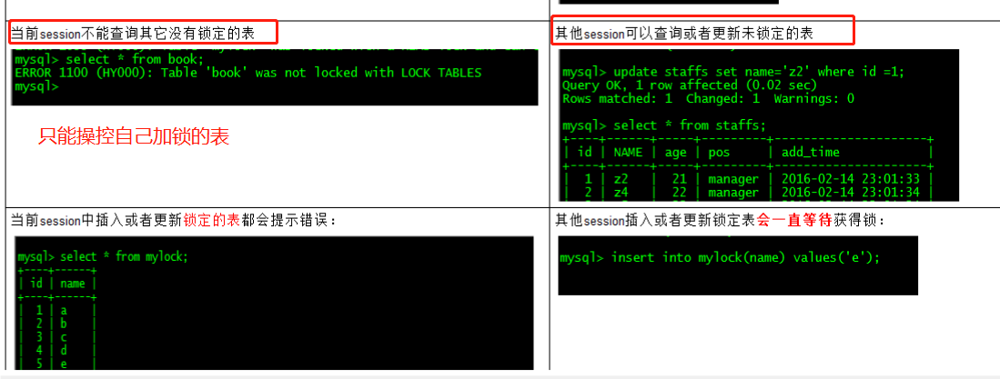 当前session不能查询其它没有锁定的表
mysql> select * from book;
ERROR 1100 (HY000): Table 'book' was not locked with LOCK TABLES
mysql>
只能操控自己加锁的表
其他session可以查询或者更新未锁定的表
mysql> update staffs set name='z2' where id =1;
Query OK, 1 row affected (0.02 sec)
Rows matched: 1  Changed: 1  Warnings: 0
mysql> select * from staffs;
+----+------+-----+---------+---------------------+
| id | NAME | age | pos     | add_time            |
+----+------+-----+---------+---------------------+
|  1 | z2   |  21 | manager | 2016-02-14 23:01:33 |
|  2 | z4   |  22 | manager | 2016-02-14 23:01:34 |
当前session中插入或者更新锁定的表都会提示错误：
mysql> select * from mylock;
+----+------+
| id | name |
+----+------+
|  1 | a    |
|  2 | b    |
|  3 | c    |
|  4 | d    |
|  5 | e    |
其他session插入或者更新锁定表会一直等待获得锁：
mysql> insert into mylock(name) values('e');